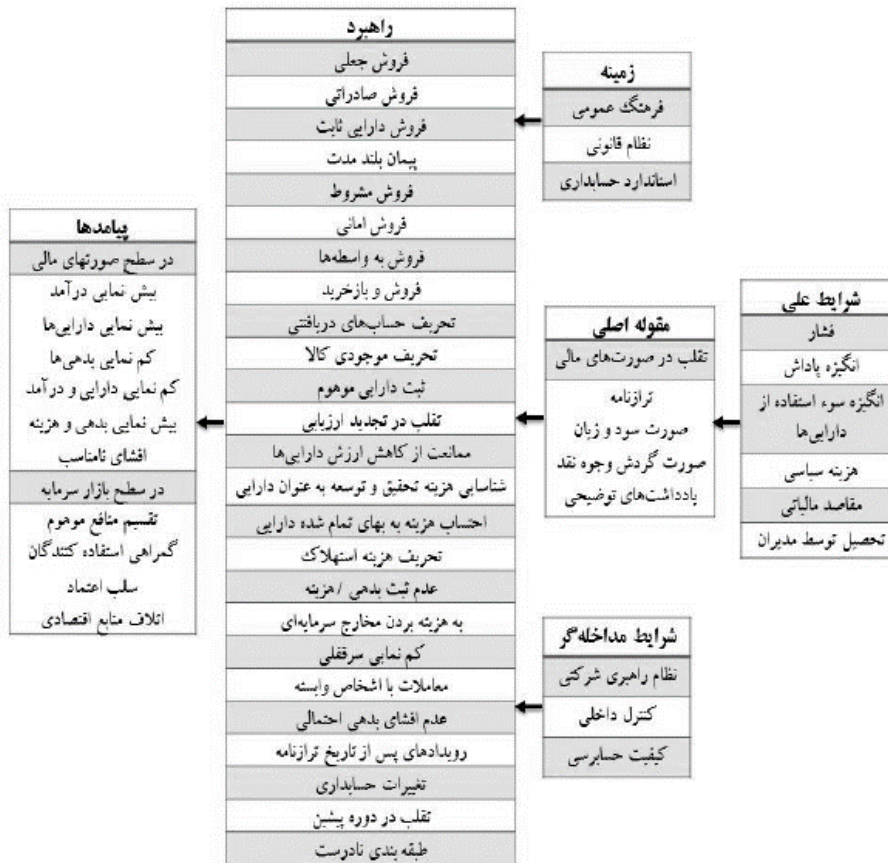 شرایط علی
فشار
انگیزه پاداش
انگیزه سوء استفاده از
دارایی‌ها
هزینه سیاسی
مقاصد مالیاتی
تحصیل توسط مدیران
زمینه
فرهنگ عمومی
نظام قانونی
استاندارد حسابداری
مقوله اصلی
تقلب در صورت‌های مالی
ترازنامه
صورت سود و زیان
صورت گردش وجوه نقد
یادداشت‌های توضیحی
شرایط مداخله‌گر
نظام راهبری شرکتی
کنترل داخلی
کیفیت حسابرسی
راهبرد
فروش جعلی
فروش صادراتی
فروش دارایی ثابت
پیمان بلند مدت
فروش مشروط
فروش امانی
فروش به واسطه‌ها
فروش و بازخرید
تحریف حساب‌های دریافتنی
تحریف موجودی کالا
ثبت دارایی موهوم
تقلب در تجدید ارزیابی
ممانعت از کاهش ارزش دارایی‌ها
شناسایی هزینه تحقیق و توسعه به عنوان دارایی
احتساب هزینه به بهای تمام شده دارایی
تحریف هزینه استهلاک
عدم ثبت بدهی / هزینه
به هزینه بردن مخارج سرمایه‌ای
کم نمایی سرقفلی
معاملات با اشخاص وابسته
عدم افشای بدهی احتمالی
رویدادهای پس از تاریخ ترازنامه
تغییرات حسابداری
تقلب در دوره پیشین
طبقه بندی نادرست
پیامدها
در سطح صورتهای مالی
بیش نمایی درآمد
بیش نمایی دارایی‌ها
کم نمایی بدهی‌ها
کم نمایی دارایی و درآمد
بیش نمایی بدهی و هزینه
افشای نامناسب
در سطح بازار سرمایه
تقسیم منافع موهوم
گمراهی استفاده کنندگان
سلب اعتماد
اتلاف منابع اقتصادی